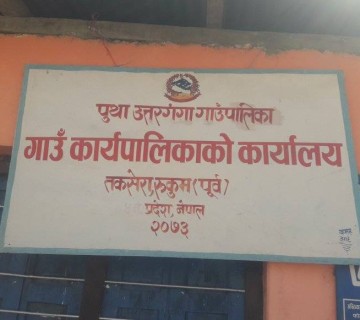 पुथा उत्तरगंगा गाउँपालिका
गाउँ कार्यपालिकाको कार्यालय
तकसेरा, रुकुम (पूर्व)
प्रदेश, नेपाल
२०७३